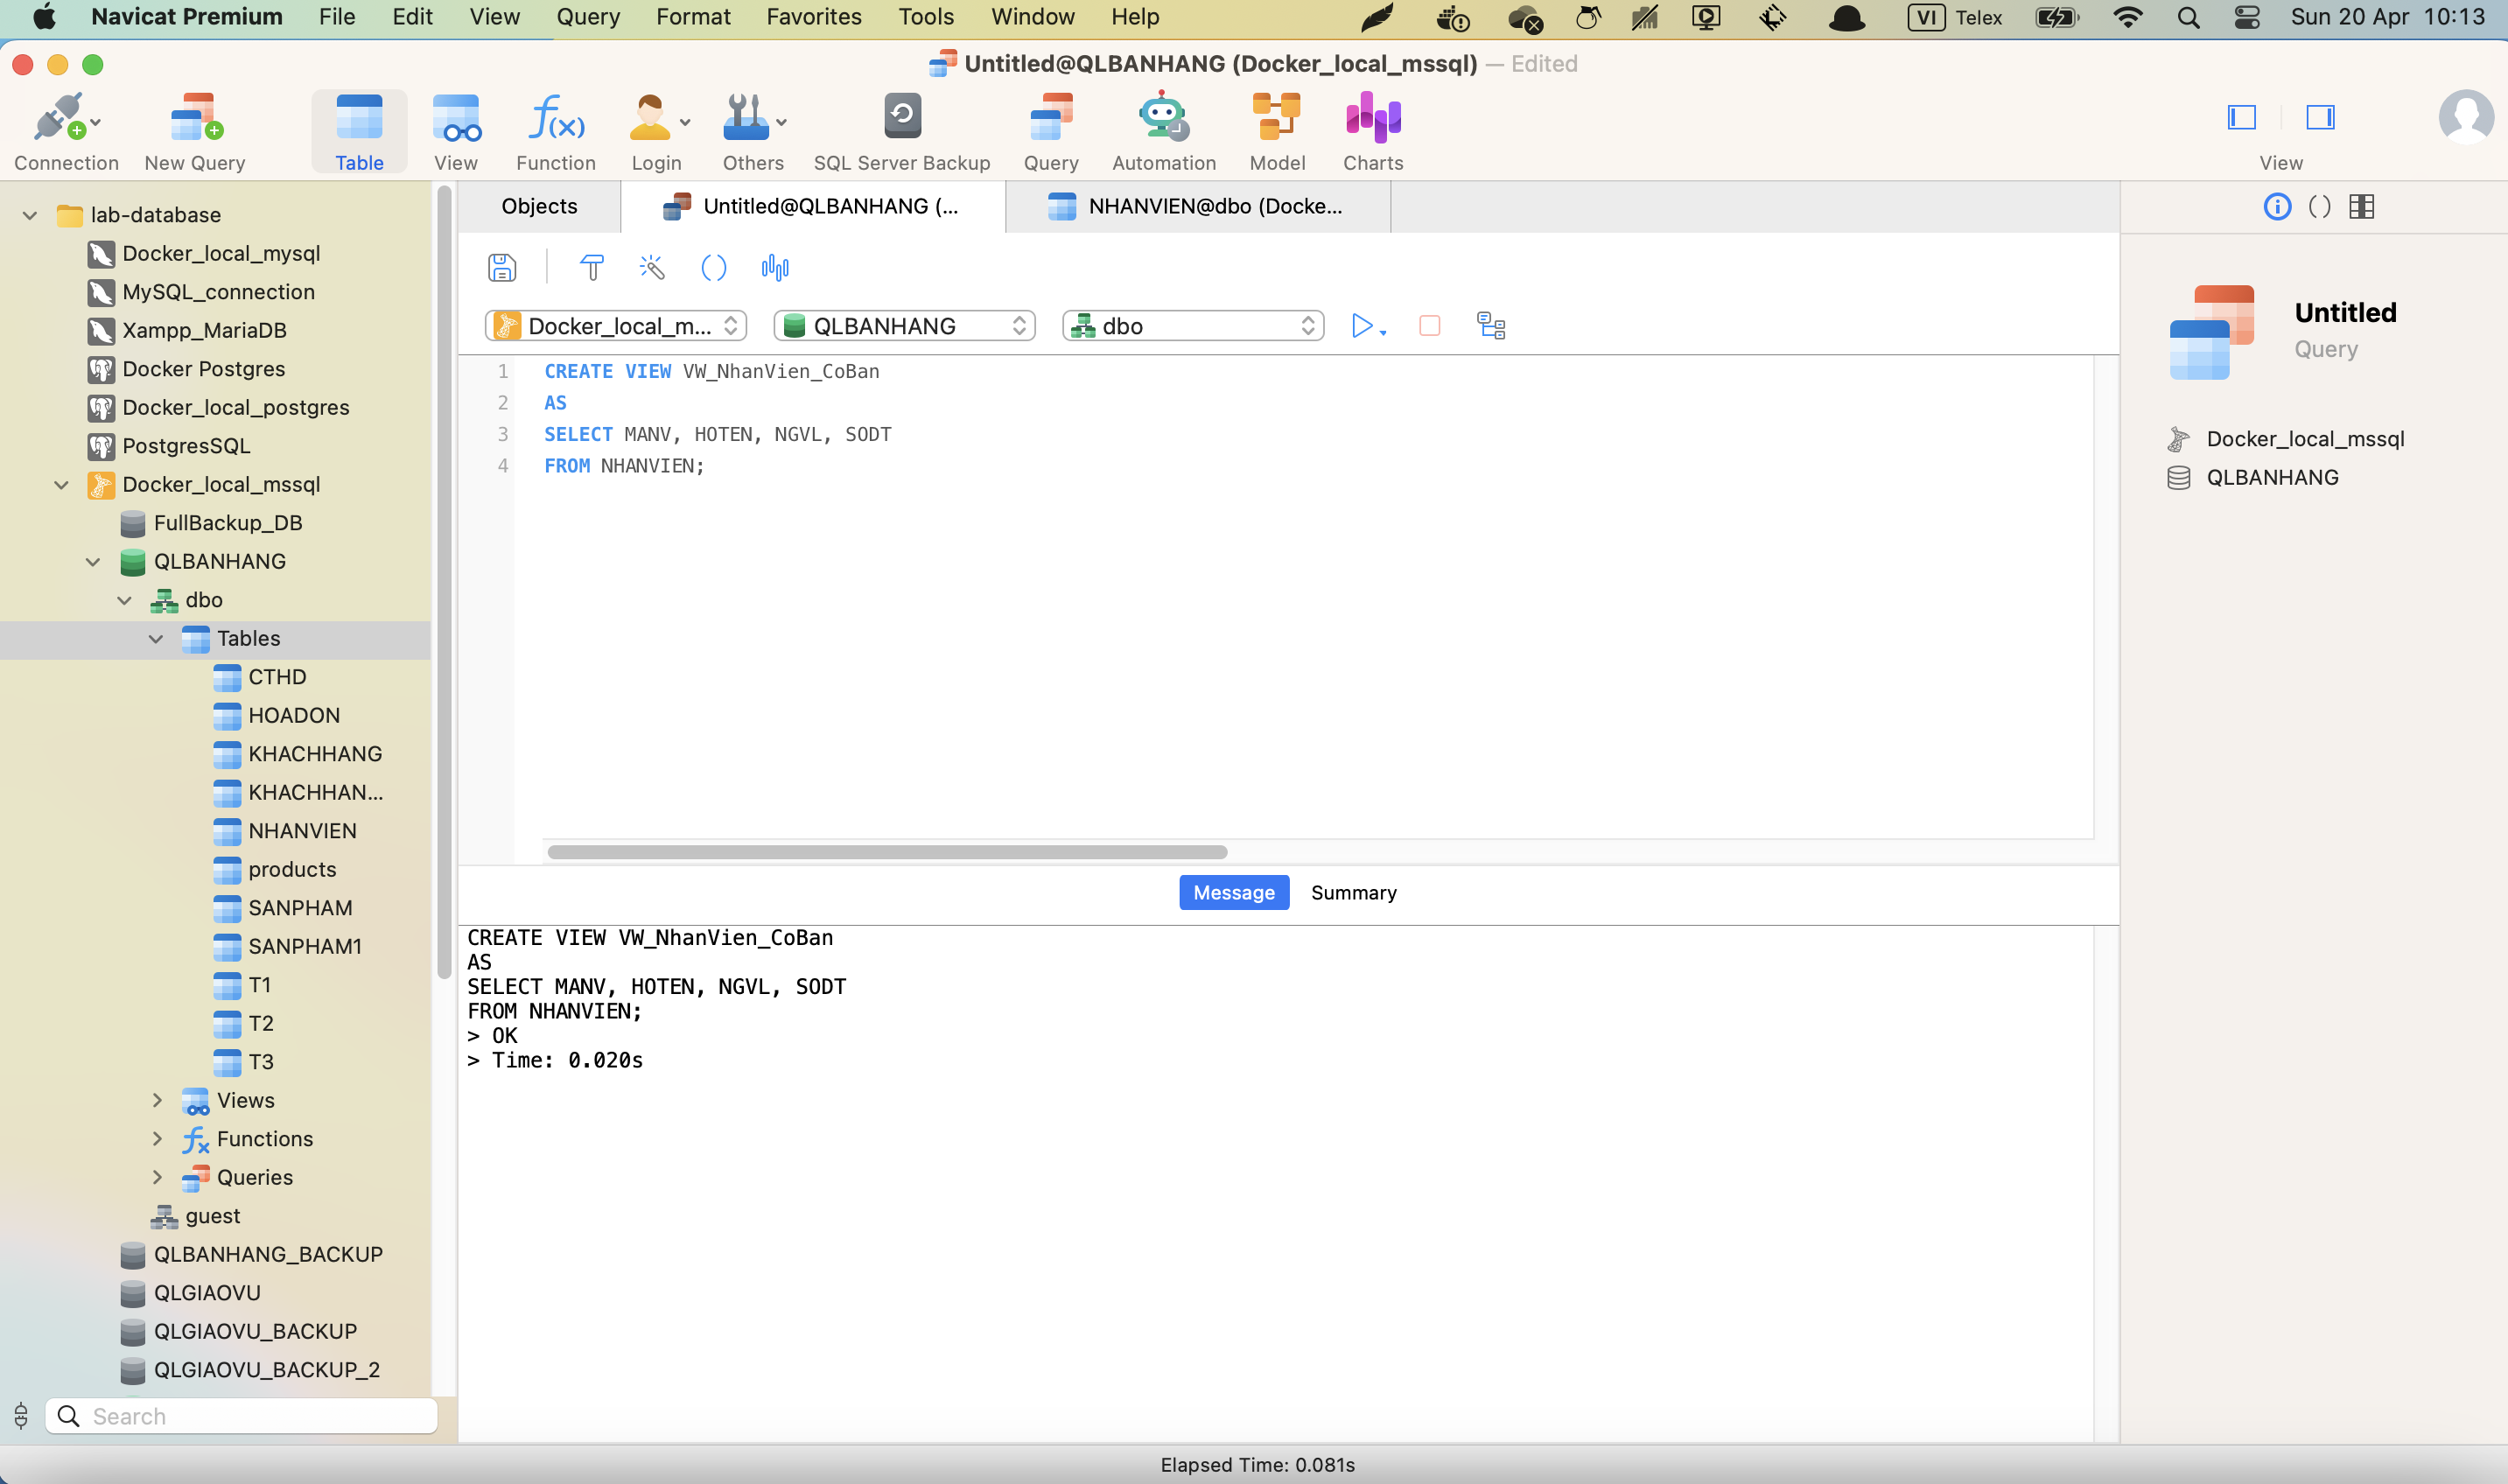 Navicat Premium File Edit View Query Format Favorites Tools Window Help VI Telex Sun 20 Apr 10:13
Untitled@QLBANHANG (Docker_local_mssql) — Edited
Connection New Query Table View Function Login Others SQL Server Backup Query Automation Model Charts View
Objects Untitled@QLBANHANG (... NHANVIEN@dbo (Docke...
Docker_local_m... QLBANHANG dbo
lab-database
Docker_local_mysql
MySQL_connection
Xampp_MariaDB
Docker Postgres
Docker_local_postgres
PostgresSQL
Docker_local_mssql
FullBackup_DB
QLBANHANG
dbo
Tables
CTHD
HOADON
KHACHHANG
KHACHHAN...
NHANVIEN
products
SANPHAM
SANPHAM1
T1
T2
T3
Views
Functions
Queries
guest
QLBANHANG_BACKUP
QLGIAOVU
QLGIAOVU_BACKUP
QLGIAOVU_BACKUP_2
Search
1 CREATE VIEW VW_NhanVien_CoBan
2 AS
3 SELECT MANV, HOTEN, NGVL, SODT
4 FROM NHANVIEN;
Message Summary
CREATE VIEW VW_NhanVien_CoBan
AS
SELECT MANV, HOTEN, NGVL, SODT
FROM NHANVIEN;
> OK
> Time: 0.020s
Untitled
Query
Docker_local_mssql
QLBANHANG
Elapsed Time: 0.081s